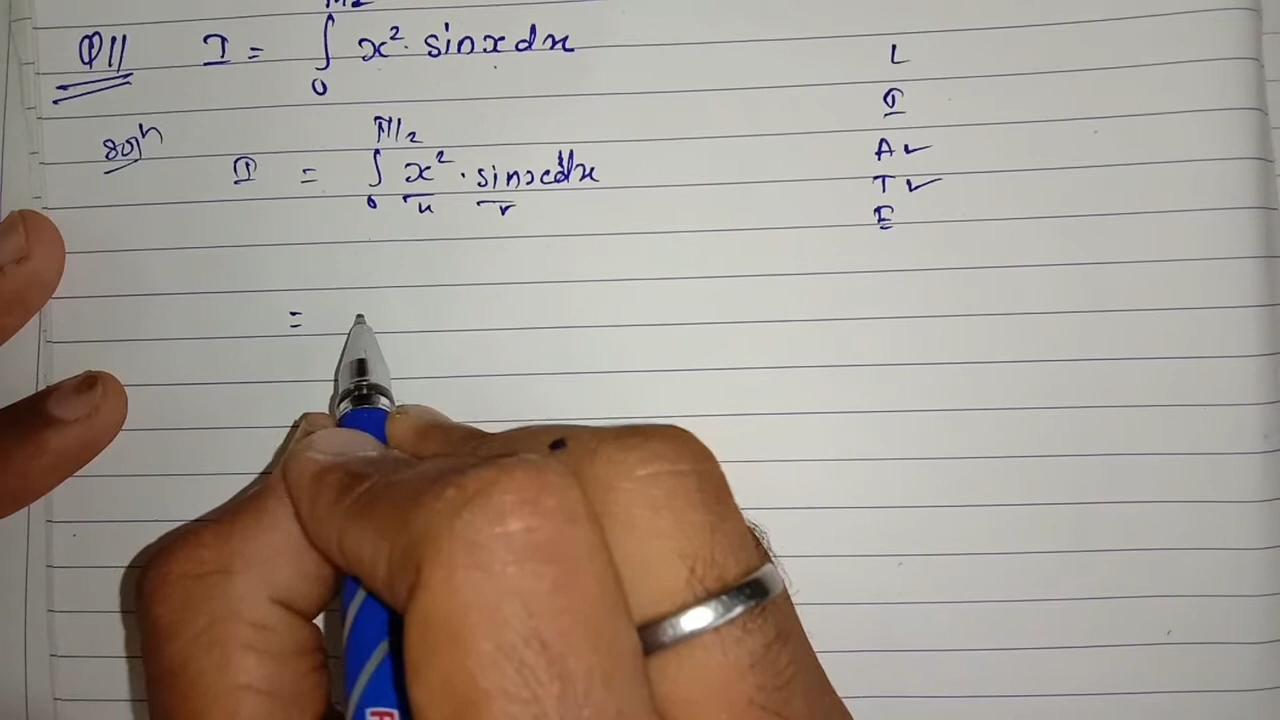 Q11 I = ∫₀^π/2 x² · sinx dx
Solⁿ I = ∫₀^π/2 x² · sinx dx
u v
=
L
I
A ✓
T ✓
E